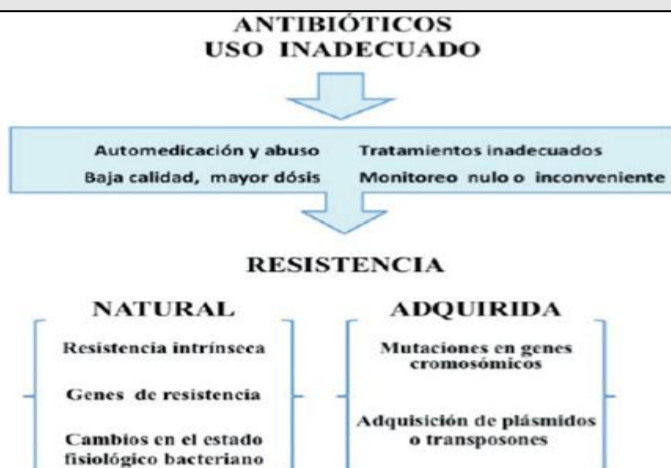 ANTIBIÓTICOS
USO INADECUADO
Automedicación y abuso Tratamientos inadecuados
Baja calidad, mayor dósis Monitoreo nulo o inconveniente
RESISTENCIA
NATURAL
Resistencia intrínseca
Genes de resistencia
Cambios en el estado
fisiológico bacteriano
ADQUIRIDA
Mutaciones en genes
cromosómicos
Adquisición de plásmidos
o transposones